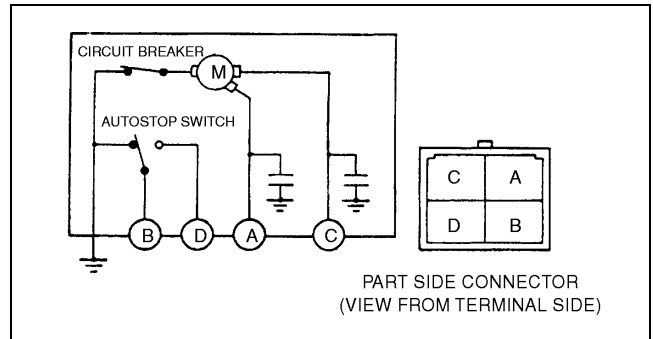 CIRCUIT BREAKER
M
AUTOSTOP SWITCH
B D A C
C A
D B
PART SIDE CONNECTOR
(VIEW FROM TERMINAL SIDE)